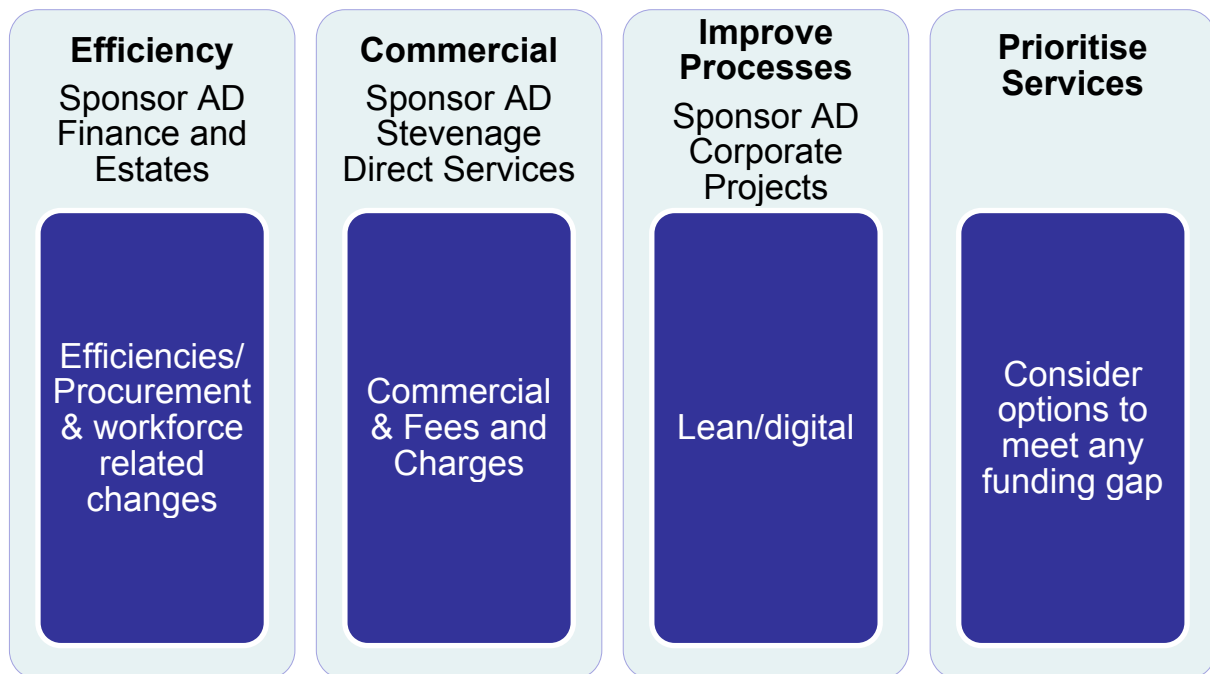 Efficiency
Sponsor AD
Finance and
Estates
Efficiencies/
Procurement
& workforce
related
changes
Commercial
Sponsor AD
Stevenage
Direct Services
Commercial
& Fees and
Charges
Improve
Processes
Sponsor AD
Corporate
Projects
Lean/digital
Prioritise
Services
Consider
options to
meet any
funding gap